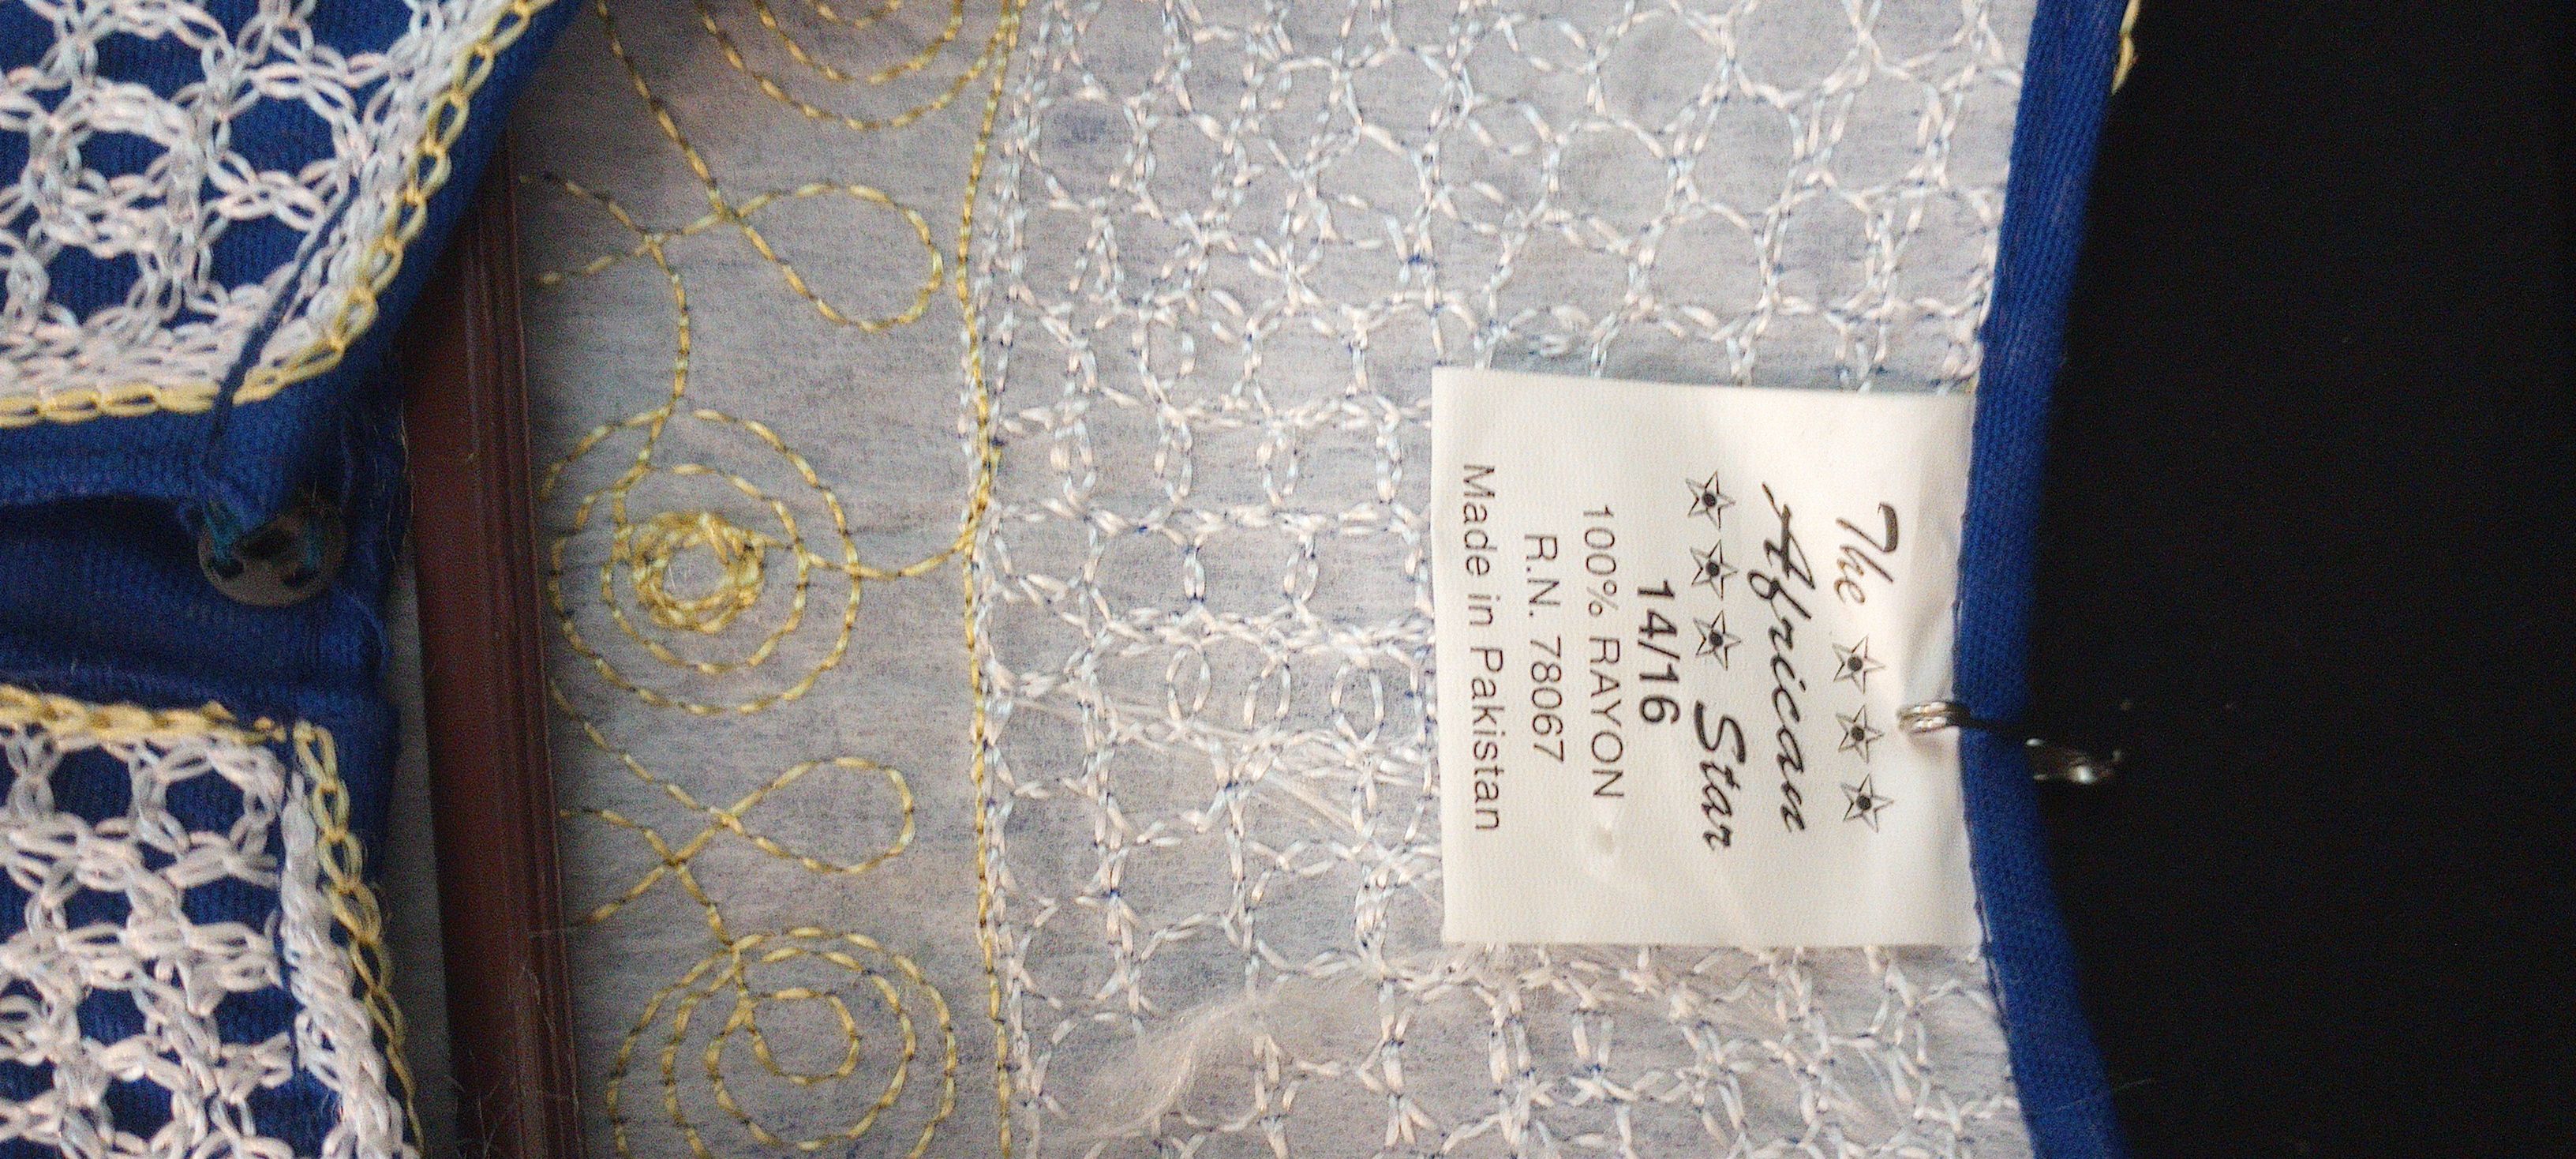 The ☆☆☆
African
☆☆☆ Star
14/16
100% RAYON
R.N. 78067
Made in Pakistan